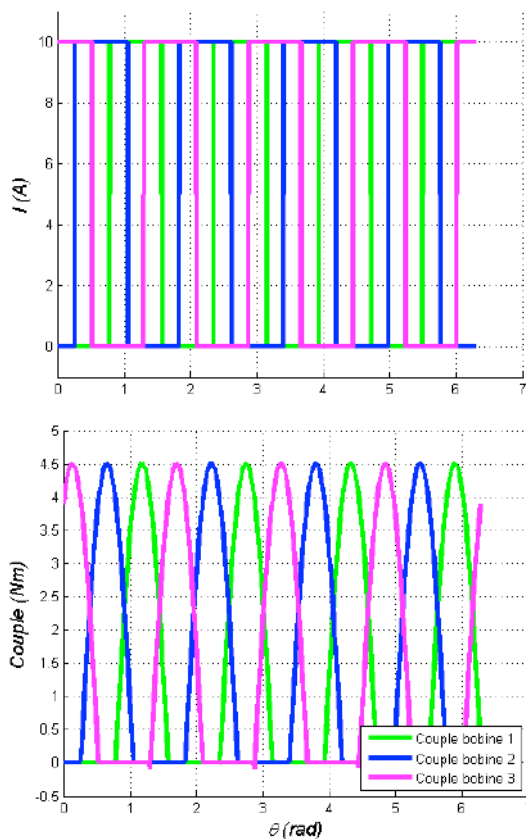 10
8
6
4
2
0
I (A)
0 1 2 3 4 5 6 7
5
4.5
4
3.5
3
2.5
2
1.5
1
0.5
0
-0.5
Couple (Nm)
Couple bobine 1
Couple bobine 2
Couple bobine 3
0 1 2 3 4 5 6
θ (rad)